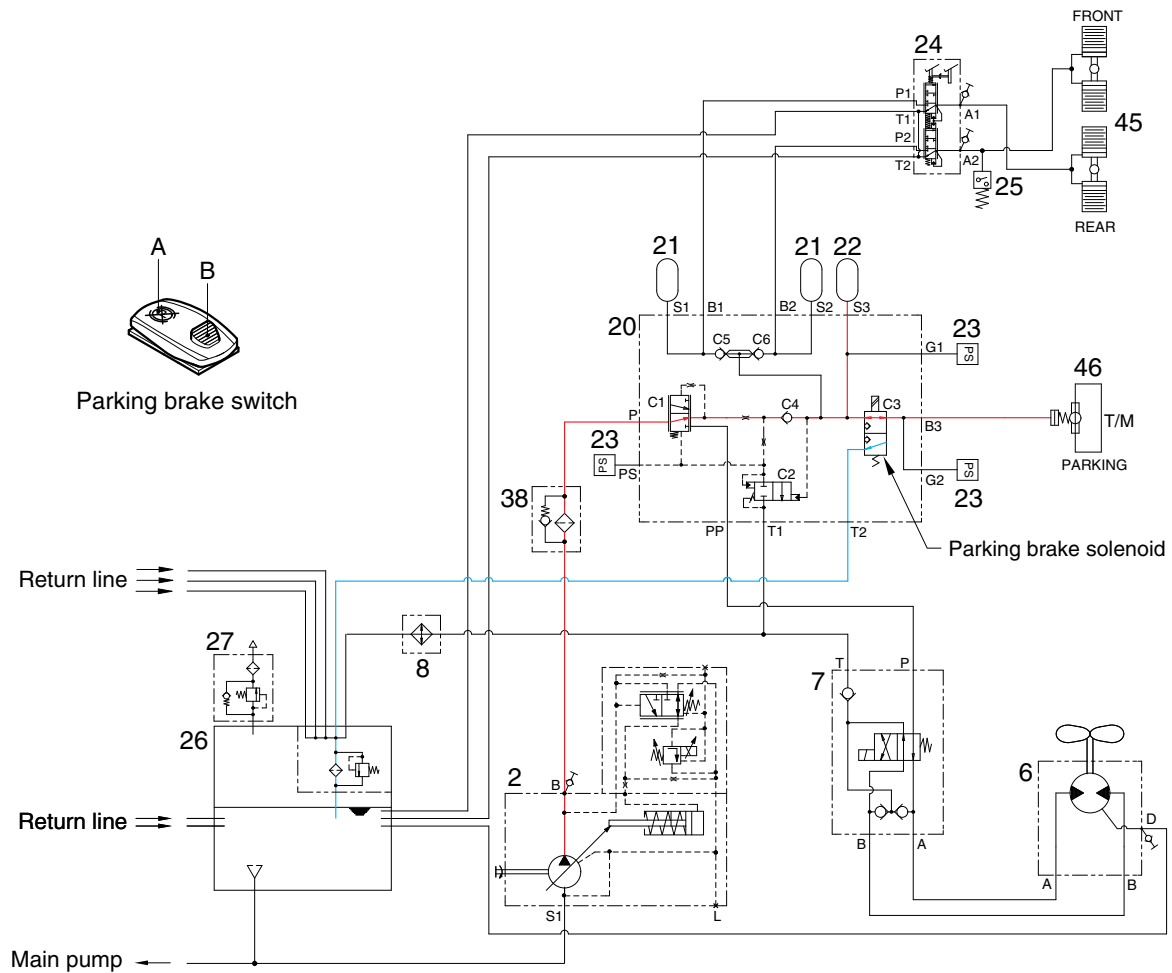 FRONT
24
P1
T1
A1
P2
A2
T2
45
25
REAR
A
B
Parking brake switch
21
21
22
S1
B1
B2
S2
S3
20
C5
C6
23
G1
PS
46
C1
P
C4
C3
B3
T/M
PARKING
23
PS
PS
C2
G2
PS
23
38
PP
T1
T2
Parking brake solenoid
Return line
8
27
T
P
7
26
2
B
6
D
Return line
B
A
A
B
S1
L
Main pump